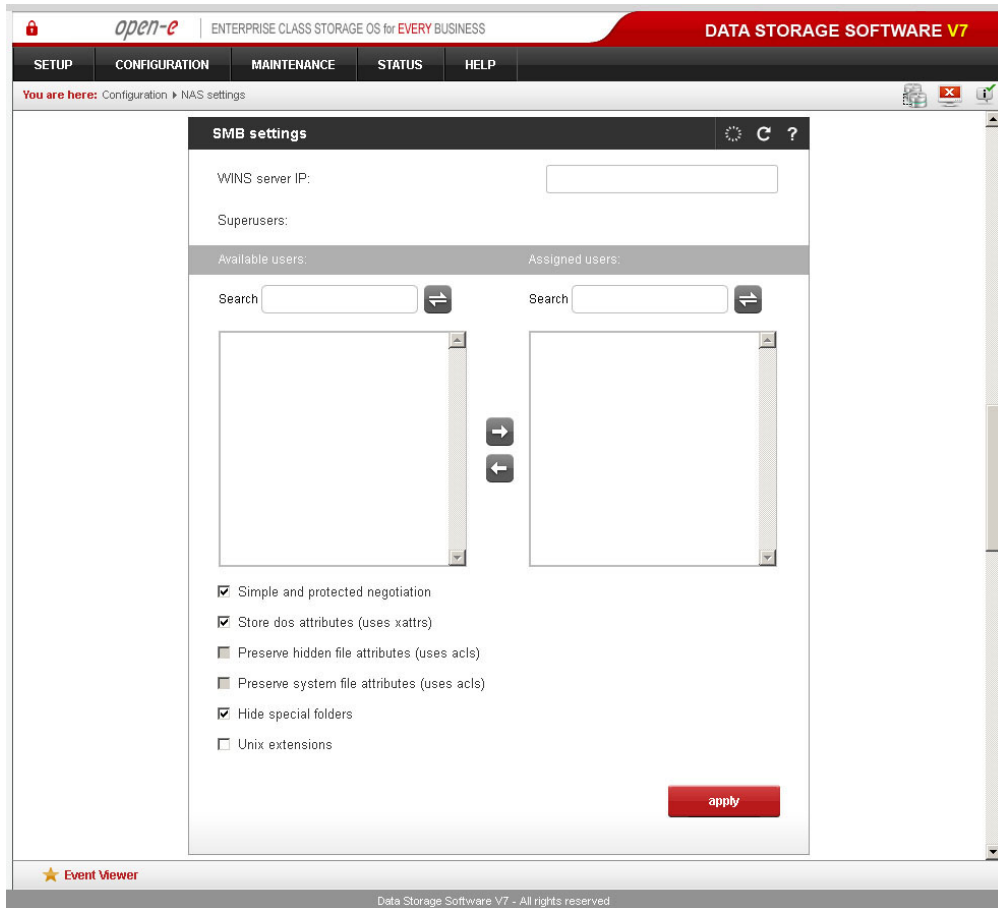 open-e ENTERPRISE CLASS STORAGE OS for EVERY BUSINESS DATA STORAGE SOFTWARE V7
SETUP CONFIGURATION MAINTENANCE STATUS HELP
You are here: Configuration NAS settings
SMB settings ?
WINS server IP:
Superusers:
Available users: Assigned users:
Search Search
Simple and protected negotiation
Store dos attributes (uses xattrs)
Preserve hidden file attributes (uses acls)
Preserve system file attributes (uses acls)
Hide special folders
Unix extensions
apply
Event Viewer
Data Storage Software V7 - All rights reserved